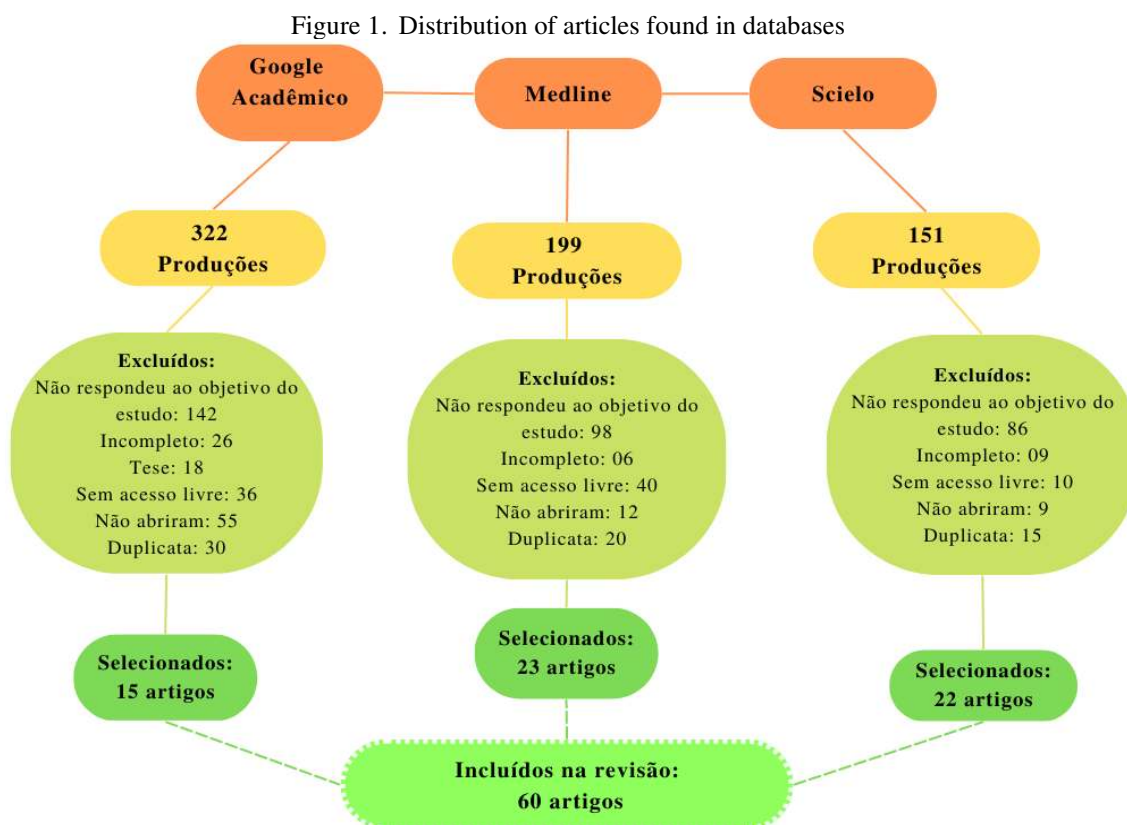 Figure 1. Distribution of articles found in databases
Google
Acadêmico
Medline
Scielo
322
Produções
199
Produções
151
Produções
Excluídos:
Não respondeu ao objetivo do
estudo: 142
Incompleto: 26
Tese: 18
Sem acesso livre: 36
Não abriram: 55
Duplicata: 30
Excluídos:
Não respondeu ao objetivo do
estudo: 98
Incompleto: 06
Sem acesso livre: 40
Não abriram: 12
Duplicata: 20
Excluídos:
Não respondeu ao objetivo do
estudo: 86
Incompleto: 09
Sem acesso livre: 10
Não abriram: 9
Duplicata: 15
Selecionados:
15 artigos
Selecionados:
23 artigos
Selecionados:
22 artigos
Incluídos na revisão:
60 artigos